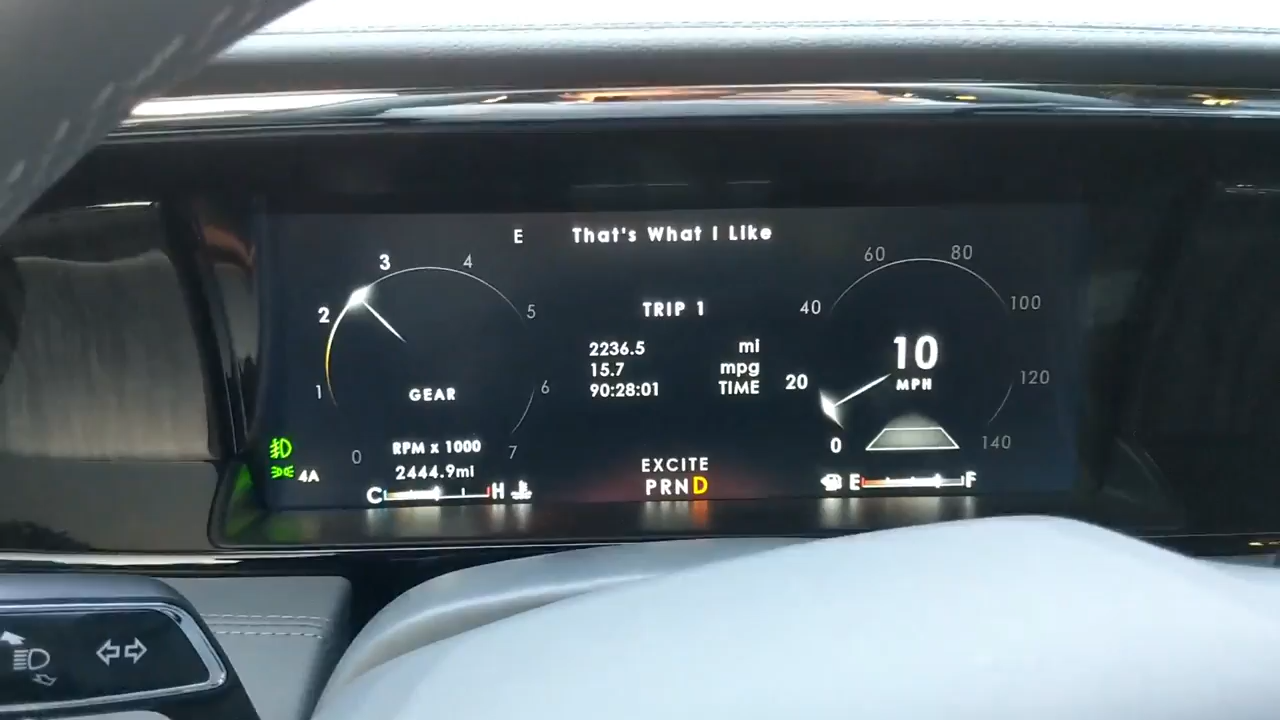 E That's What I Like
3 4
60 80
2 5
40 100
TRIP 1
2236.5 mi
15.7 mpg
90:28:01 TIME
10
MPH
1 6
20 120
GEAR
0 7
RPM x 1000
2444.9mi
0 140
4A
C H
EXCITE
PRND
E F